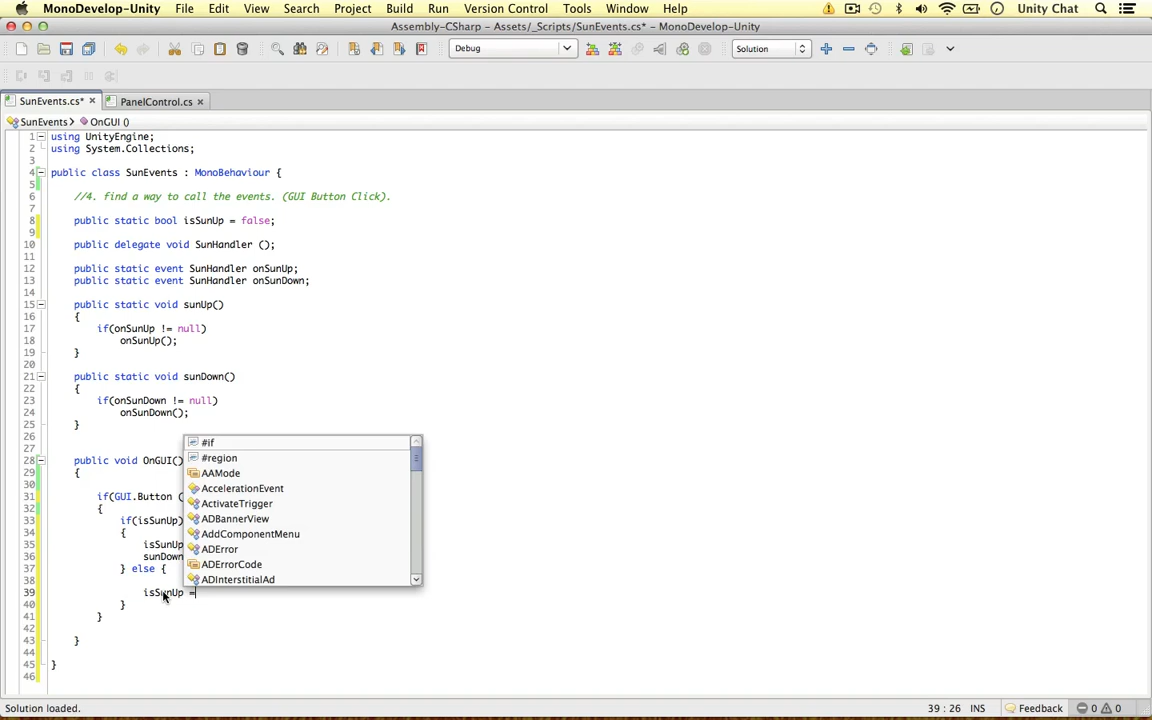 MonoDevelop-Unity File Edit View Search Project Build Run Version Control Tools Window Help Unity Chat
Assembly-CSharp - Assets/_Scripts/SunEvents.cs* - MonoDevelop-Unity
Debug Solution
SunEvents.cs* PanelControl.cs
SunEvents OnGUI ()
1 using UnityEngine;
2 using System.Collections;
3
4 public class SunEvents : MonoBehaviour {
5
6 //4. find a way to call the events. (GUI Button Click).
7
8 public static bool isSunUp = false;
9
10 public delegate void SunHandler ();
11
12 public static event SunHandler onSunUp;
13 public static event SunHandler onSunDown;
14
15 public static void sunUp()
16 {
17 if(onSunUp != null)
18 onSunUp();
19 }
20
21 public static void sunDown()
22 {
23 if(onSunDown != null)
24 onSunDown();
25 }
26
27
28 public void OnGUI()
29 {
30
31 if(GUI.Button (
32 {
33 if(isSunUp)
34 {
35 isSunUp
36 sunDown
37 } else {
38
39 isSunUp =
40 }
41 }
42
43 }
44
45 }
46
#if
#region
AAMode
AccelerationEvent
ActivateTrigger
ADBannerView
AddComponentMenu
ADError
ADErrorCode
ADInterstitialAd
Solution loaded. 39 : 26 INS Feedback 0 0